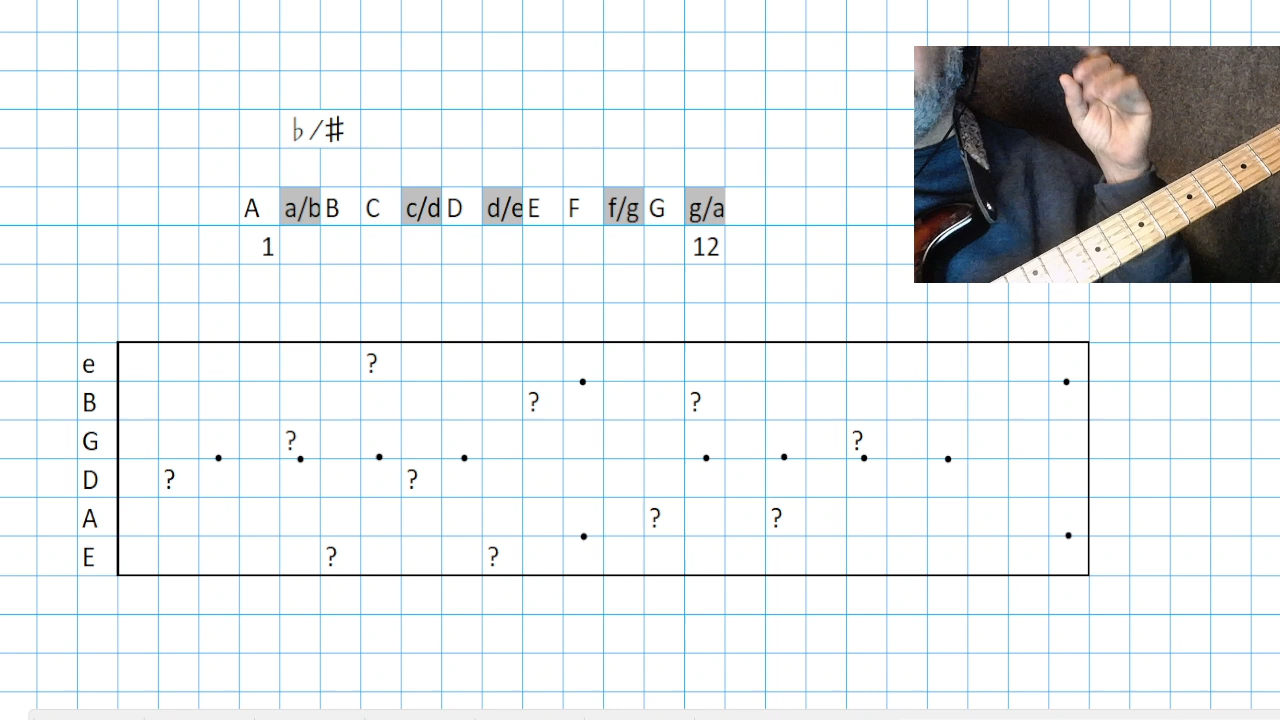 ♭/♯
A a/b B C c/d D d/e E F f/g G g/a
1 12
e ?
B ? ?
G ? ?
D ? ?
A ? ?
E ? ?